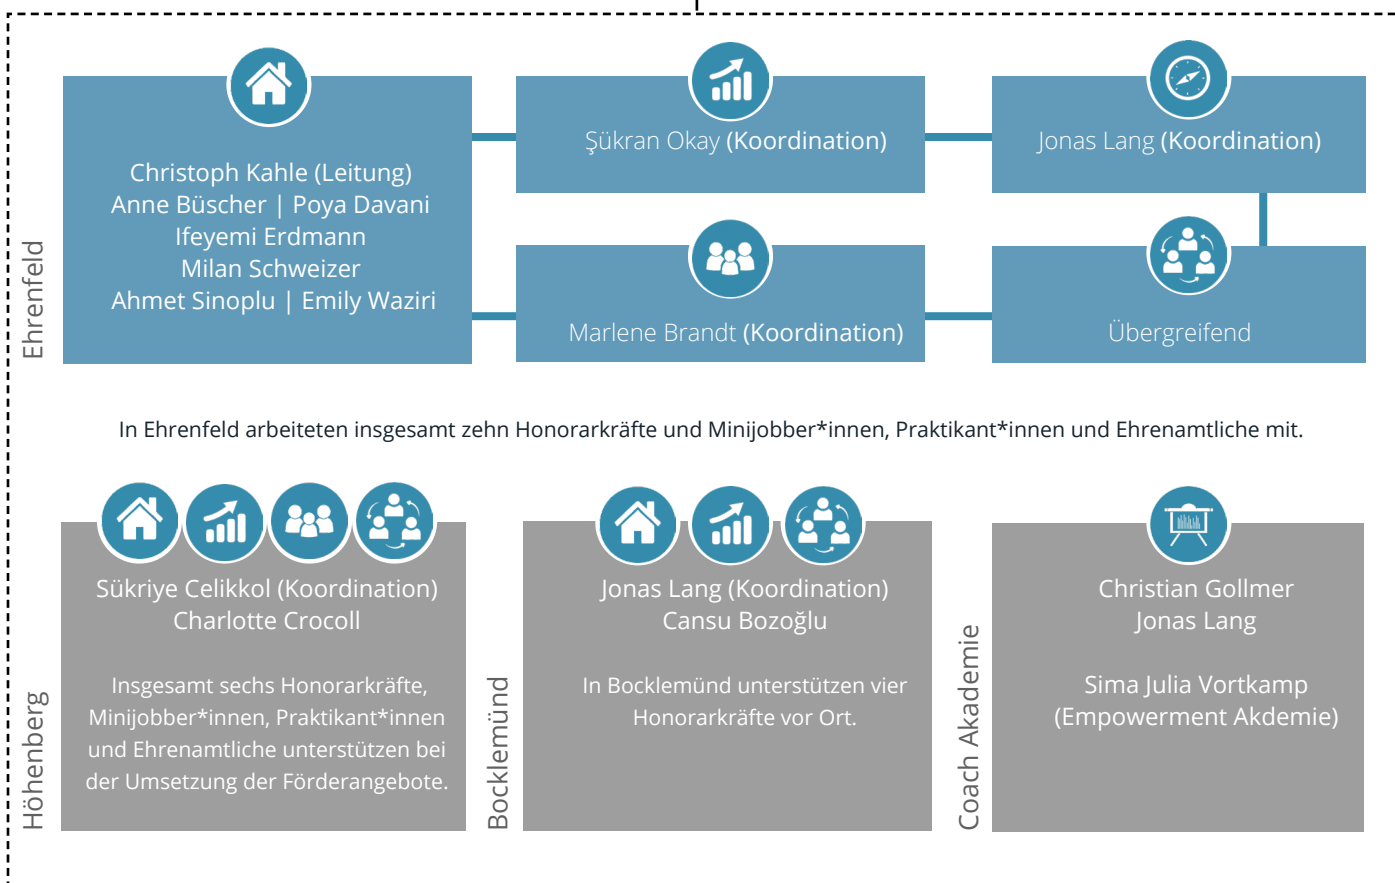 Ehrenfeld
Christoph Kahle (Leitung)
Anne Büscher | Poya Davani
Ifeyemi Erdmann
Milan Schweizer
Ahmet Sinoplu | Emily Waziri
Şükran Okay (Koordination)
Jonas Lang (Koordination)
Marlene Brandt (Koordination)
Übergreifend
In Ehrenfeld arbeiteten insgesamt zehn Honorarkräfte und Minijobber*innen, Praktikant*innen und Ehrenamtliche mit.
Höhenberg
Sükriye Celikkol (Koordination)
Charlotte Crocoll
Insgesamt sechs Honorarkräfte,
Minijobber*innen, Praktikant*innen
und Ehrenamtliche unterstützen bei
der Umsetzung der Förderangebote.
Bocklemünd
Jonas Lang (Koordination)
Cansu Bozoğlu
In Bocklemünd unterstützen vier
Honorarkräfte vor Ort.
Coach Akademie
Christian Gollmer
Jonas Lang
Sima Julia Vortkamp
(Empowerment Akdemie)